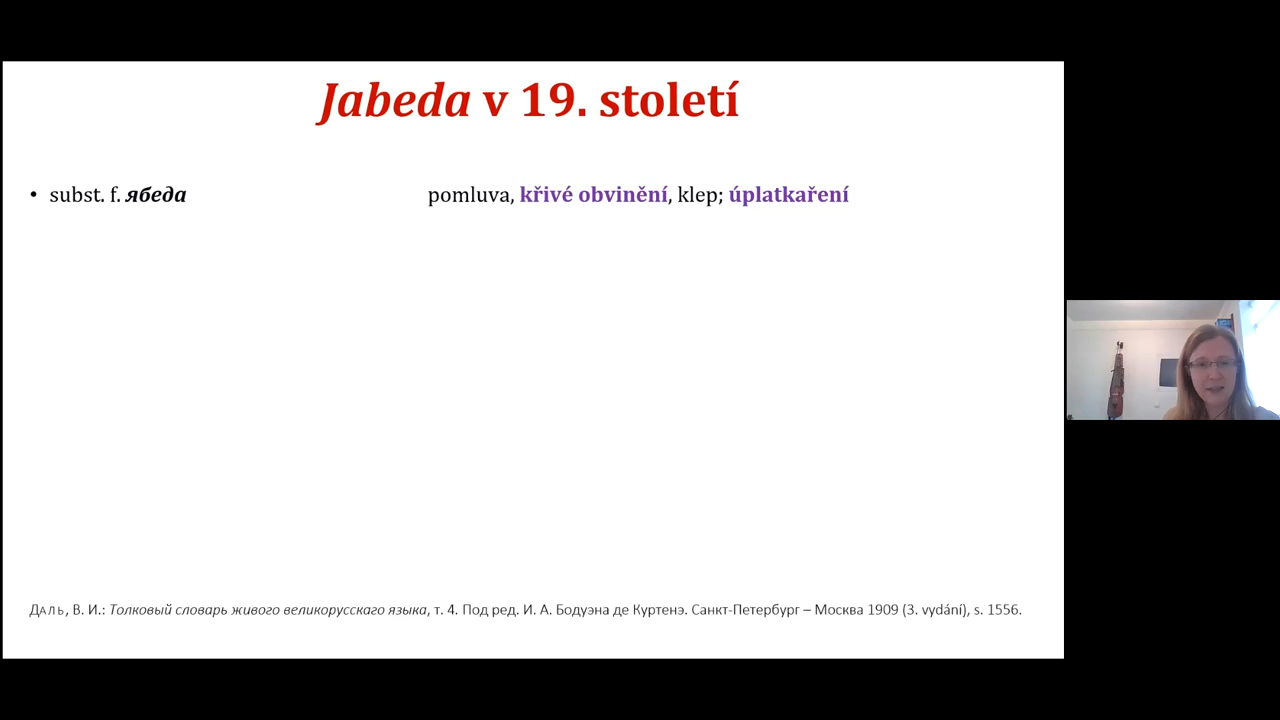 Jabeda v 19. století
• subst. f. ябеда pomluva, křivé obvinění, klep; úplatkaření
Даль, В. И.: Толковый словарь живого великорусскаго языка, т. 4. Под ред. И. А. Бодуэна де Куртенэ. Санкт-Петербург – Москва 1909 (3. vydání), s. 1556.